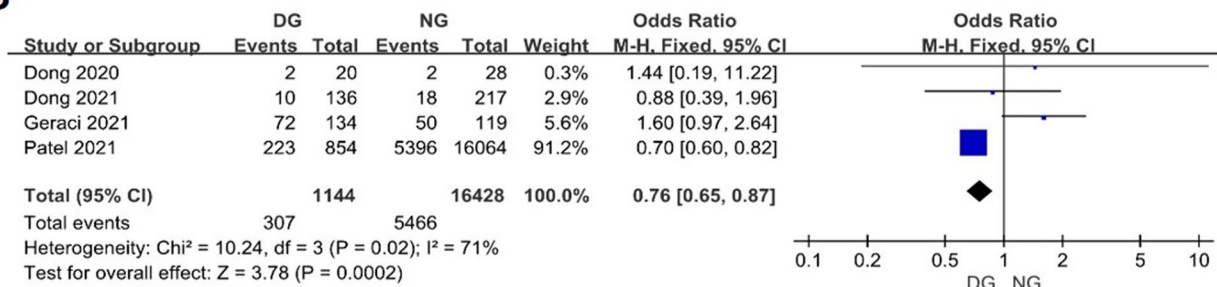 DG NG Odds Ratio Odds Ratio
Study or Subgroup Events Total Events Total Weight M-H, Fixed, 95% CI M-H, Fixed, 95% CI
Dong 2020 2 20 2 28 0.3% 1.44 [0.19, 11.22]
Dong 2021 10 136 18 217 2.9% 0.88 [0.39, 1.96]
Geraci 2021 72 134 50 119 5.6% 1.60 [0.97, 2.64]
Patel 2021 223 854 5396 16064 91.2% 0.70 [0.60, 0.82]
Total (95% CI) 1144 16428 100.0% 0.76 [0.65, 0.87]
Total events 307 5466
Heterogeneity: Chi² = 10.24, df = 3 (P = 0.02); I² = 71%
Test for overall effect: Z = 3.78 (P = 0.0002)
0.1 0.2 0.5 1 2 5 10
DG NG